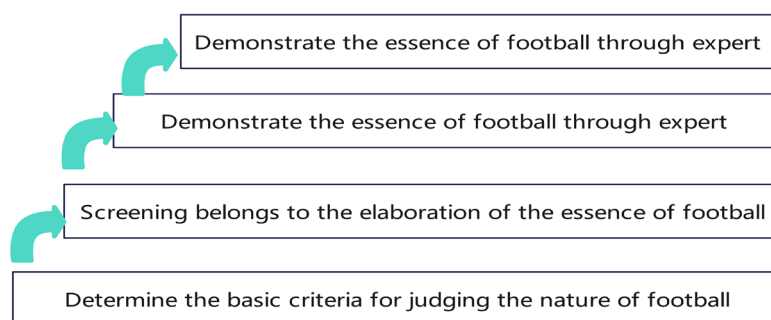 Demonstrate the essence of football through expert
Demonstrate the essence of football through expert
Screening belongs to the elaboration of the essence of football
Determine the basic criteria for judging the nature of football